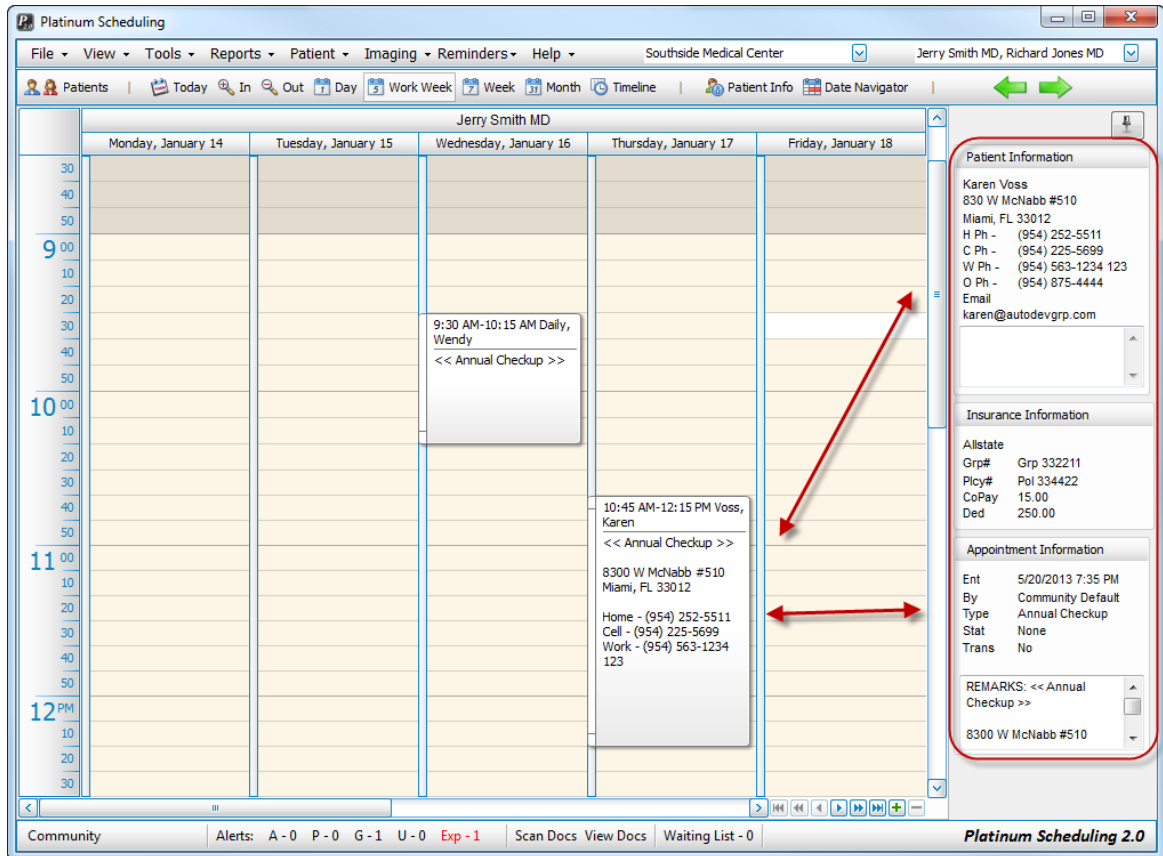 Platinum Scheduling
File View Tools Reports Patient Imaging Reminders Help Southside Medical Center Jerry Smith MD, Richard Jones MD
Patients Today In Out Day Work Week Week Month Timeline Patient Info Date Navigator
Jerry Smith MD
Monday, January 14 Tuesday, January 15 Wednesday, January 16 Thursday, January 17 Friday, January 18
30
40
50
9 00
10
20
30
40
50
10 00
10
20
30
40
50
11 00
10
20
30
40
50
12 PM
10
20
30
9:30 AM-10:15 AM Daily,
Wendy
<< Annual Checkup >>
10:45 AM-12:15 PM Voss,
Karen
<< Annual Checkup >>
8300 W McNabb #510
Miami, FL 33012
Home - (954) 252-5511
Cell - (954) 225-5699
Work - (954) 563-1234
123
Patient Information
Karen Voss
830 W McNabb #510
Miami, FL 33012
H Ph - (954) 252-5511
C Ph - (954) 225-5699
W Ph - (954) 563-1234 123
O Ph - (954) 875-4444
Email
karen@autodevgrp.com
Insurance Information
Allstate
Grp# Grp 332211
Plcy# Pol 334422
CoPay 15.00
Ded 250.00
Appointment Information
Ent 5/20/2013 7:35 PM
By Community Default
Type Annual Checkup
Stat None
Trans No
REMARKS: << Annual
Checkup >>
8300 W McNabb #510
Community Alerts: A - 0 P - 0 G - 1 U - 0 Exp - 1 Scan Docs View Docs Waiting List - 0 Platinum Scheduling 2.0